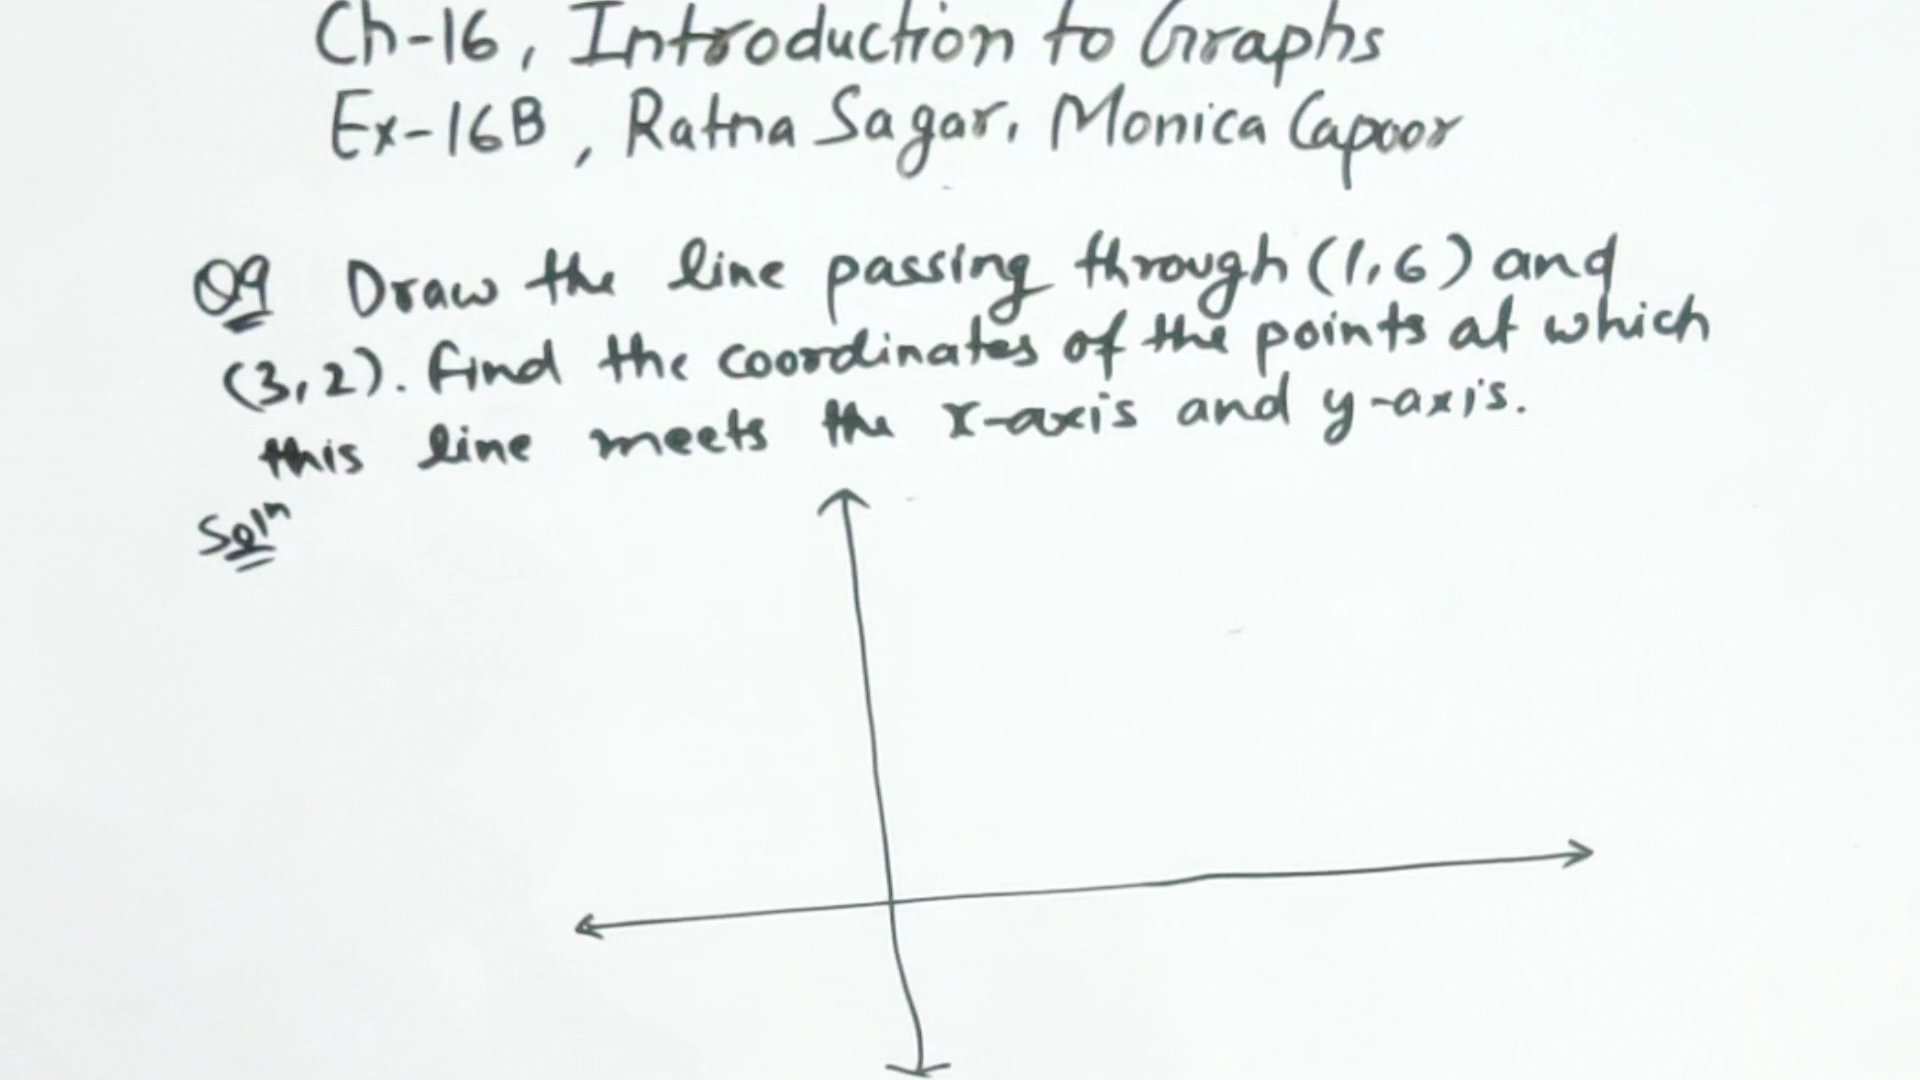 Ch-16, Introduction to Graphs
Ex-16B, Ratna Sagar, Monica Capoor
Q9 Draw the line passing through (1,6) and
(3,2). Find the coordinates of the points at which
this line meets the x-axis and y-axis.
Soln